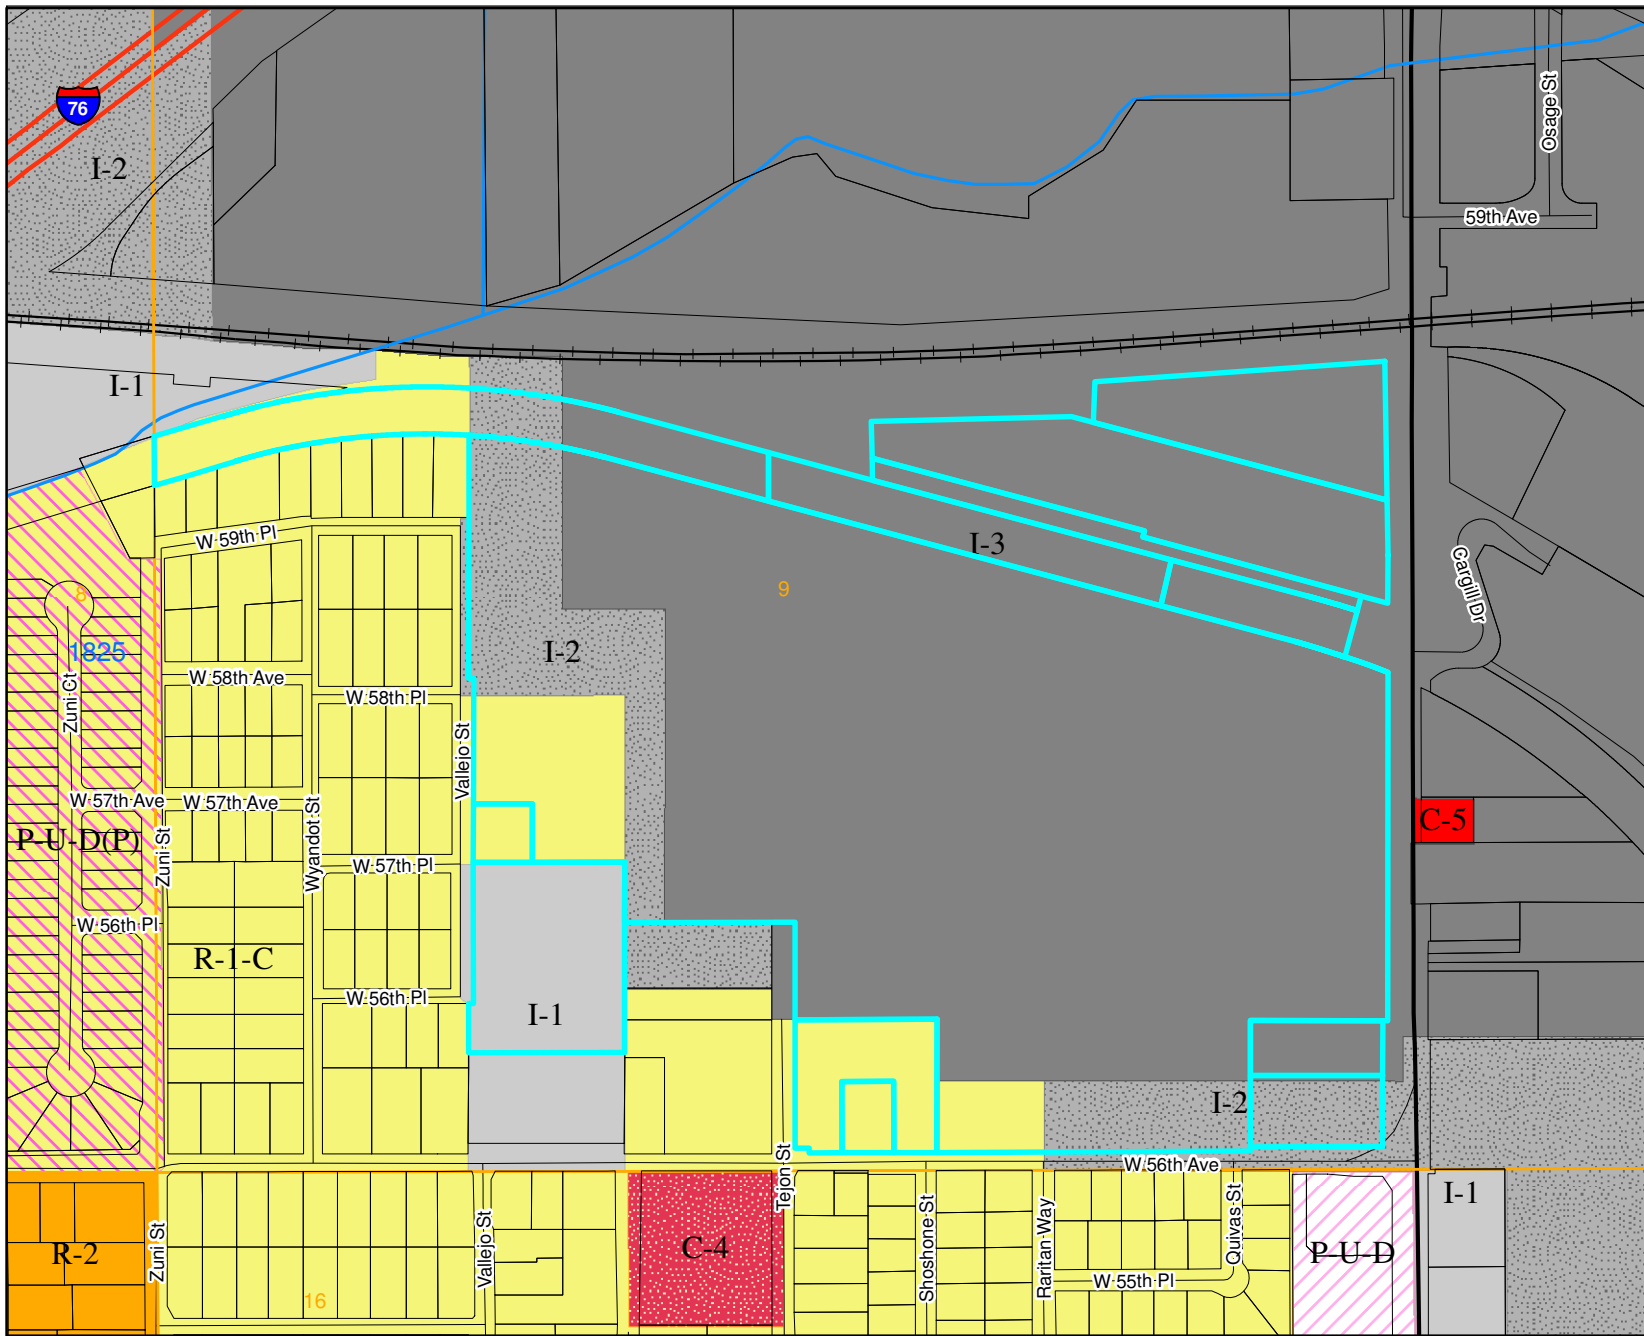 76
Osage St
I-2
59th Ave
I-1
W 59th Pl
I-3
Cargill Dr
9
8
1825
I-2
W 58th Ave
Zuni Ct
W 58th Pl
Vallejo St
W 57th Ave
W 57th Ave
C-5
P-U-D(P)
Zuni St
Wyandot St
W 57th Pl
W 56th Pl
R-1-C
W 56th Pl
I-1
I-2
Tejon St
W 56th Ave
I-1
R-2
Zuni St
Vallejo St
C-4
Shoshone St
Raritan Way
Quivas St
P-U-D
W 55th Pl
16